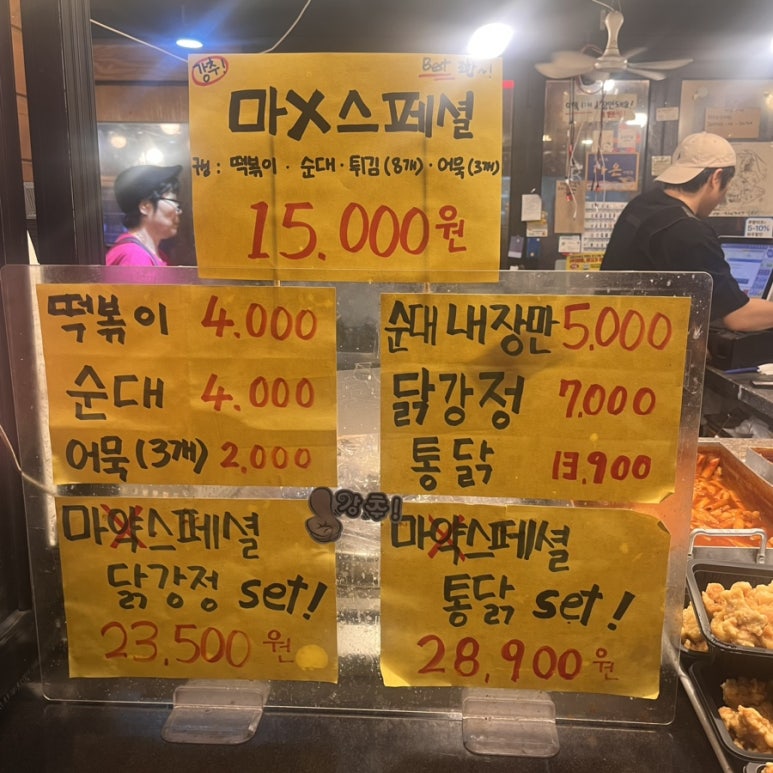 강추!
Best 메뉴!
마X스페셜
구성 : 떡볶이 · 순대 · 튀김(8개) · 어묵(3개)
15.000원
떡볶이 4.000
순대 4.000
어묵(3개) 2.000
순대 내장만 5.000
닭강정 7.000
통닭 13,900
강추!
마약스페셜
닭강정 set!
23,500원
마약스페셜
통닭 set!
28,900원
5-10%